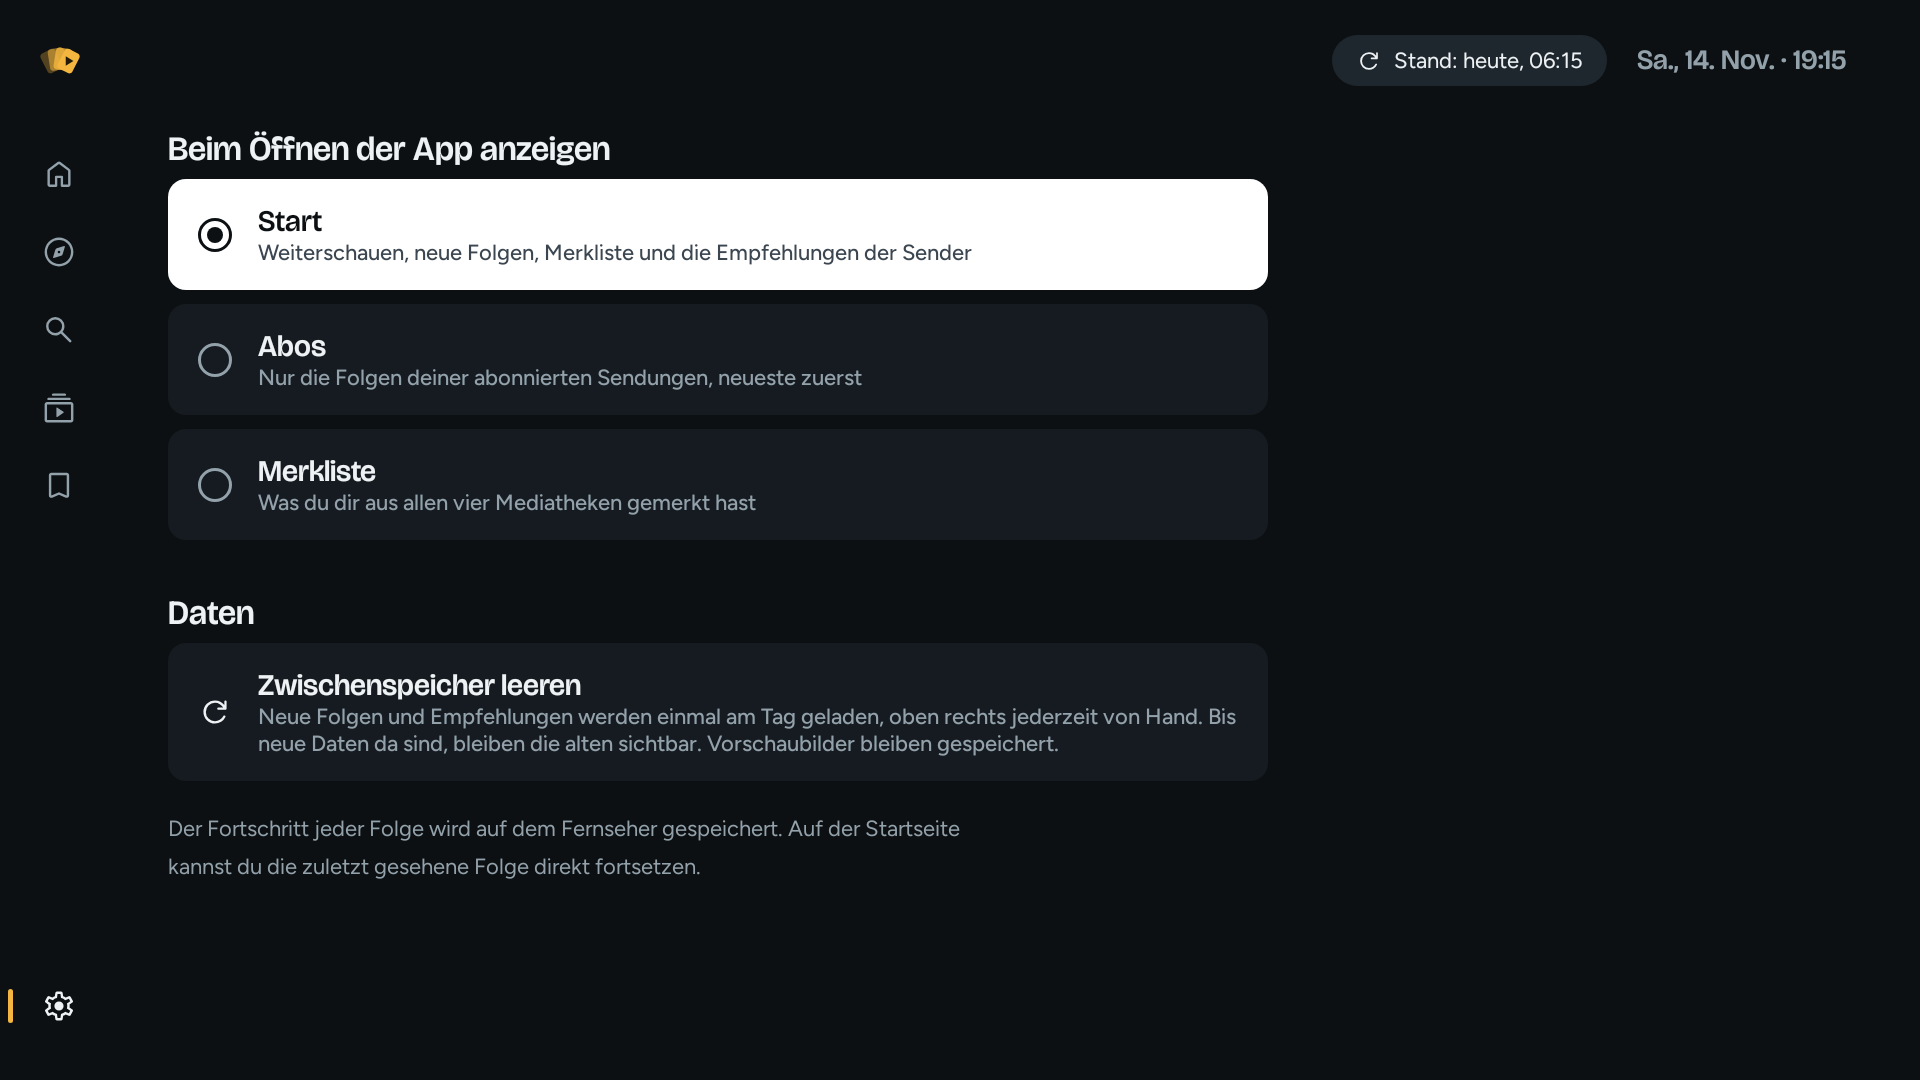 Stand: heute, 06:15
Sa., 14. Nov. · 19:15
Beim Öffnen der App anzeigen
Start
Weiterschauen, neue Folgen, Merkliste und die Empfehlungen der Sender
Abos
Nur die Folgen deiner abonnierten Sendungen, neueste zuerst
Merkliste
Was du dir aus allen vier Mediatheken gemerkt hast
Daten
Zwischenspeicher leeren
Neue Folgen und Empfehlungen werden einmal am Tag geladen, oben rechts jederzeit von Hand. Bis
neue Daten da sind, bleiben die alten sichtbar. Vorschaubilder bleiben gespeichert.
Der Fortschritt jeder Folge wird auf dem Fernseher gespeichert. Auf der Startseite
kannst du die zuletzt gesehene Folge direkt fortsetzen.